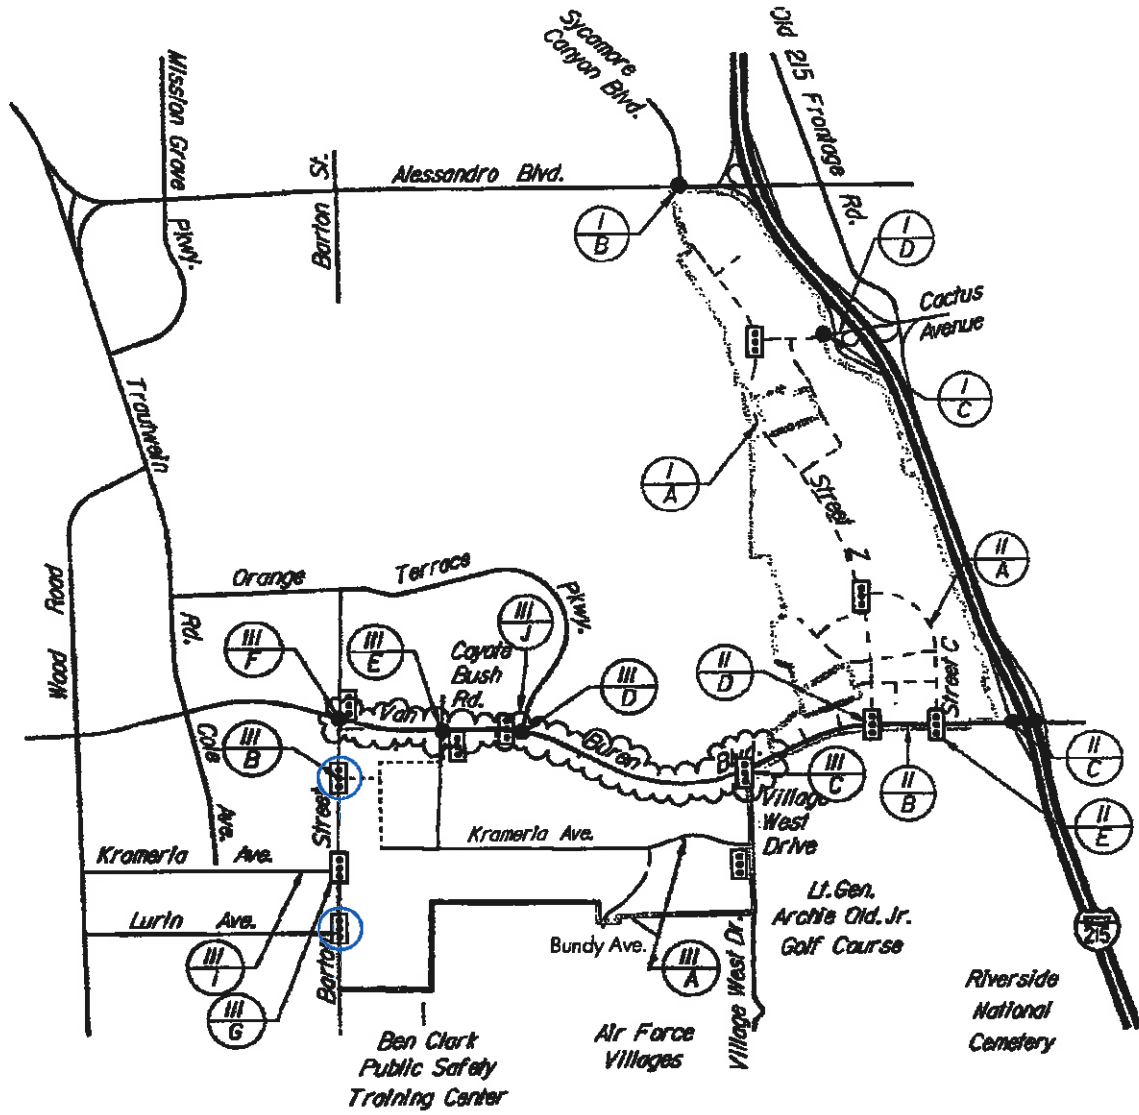 Sycamore
Canyon Blvd.
Old 215 Frontage
Rd.
Mission Grove
Pkwy.
Barton St.
Alessandro Blvd.
I
B
I
D
Cactus
Avenue
I
C
I
A
Trautwein
Rd.
Street Z
II
A
Wood Road
Orange Terrace
Pkwy.
III
F
III
E
III
J
Coyote
Bush
Rd.
III
D
II
D
Street C
Van Buren Blvd.
Cole
Ave.
III
B
III
C
II
B
II
C
II
E
Village
West
Drive
Street
Krameria Ave.
Krameria Ave.
Lurin Ave.
Barton
III
I
III
G
Bundy Ave.
III
A
Village West Dr.
Lt.Gen.
Archie Old.Jr.
Golf Course
215
Riverside
National
Cemetery
Ben Clark
Public Safety
Training Center
Air Force
Villages